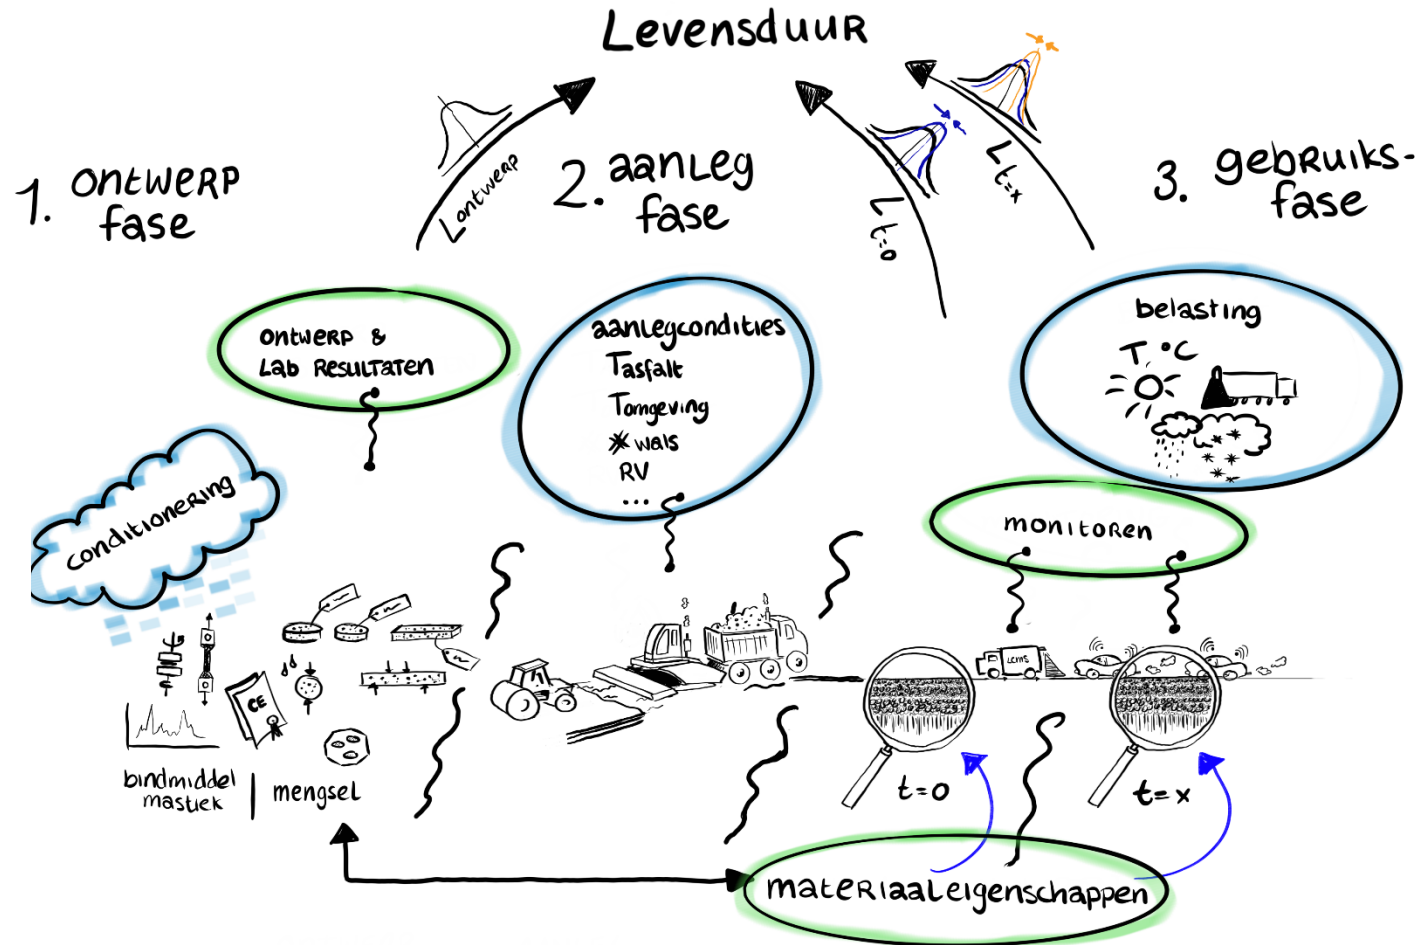 Levensduur
1. ontwerp
fase
Lontwerp
2. aanleg
fase
Lt=0
Lt=x
3. gebruiks-
fase
ontwerp &
Lab Resultaten
aanlegcondities
Tasfalt
Tomgeving
* wals
RV
...
belasting
T °C
monitoren
conditionering
CE
LCMS
bindmiddel
mastiek
mengsel
t=0
t=x
materiaaleigenschappen